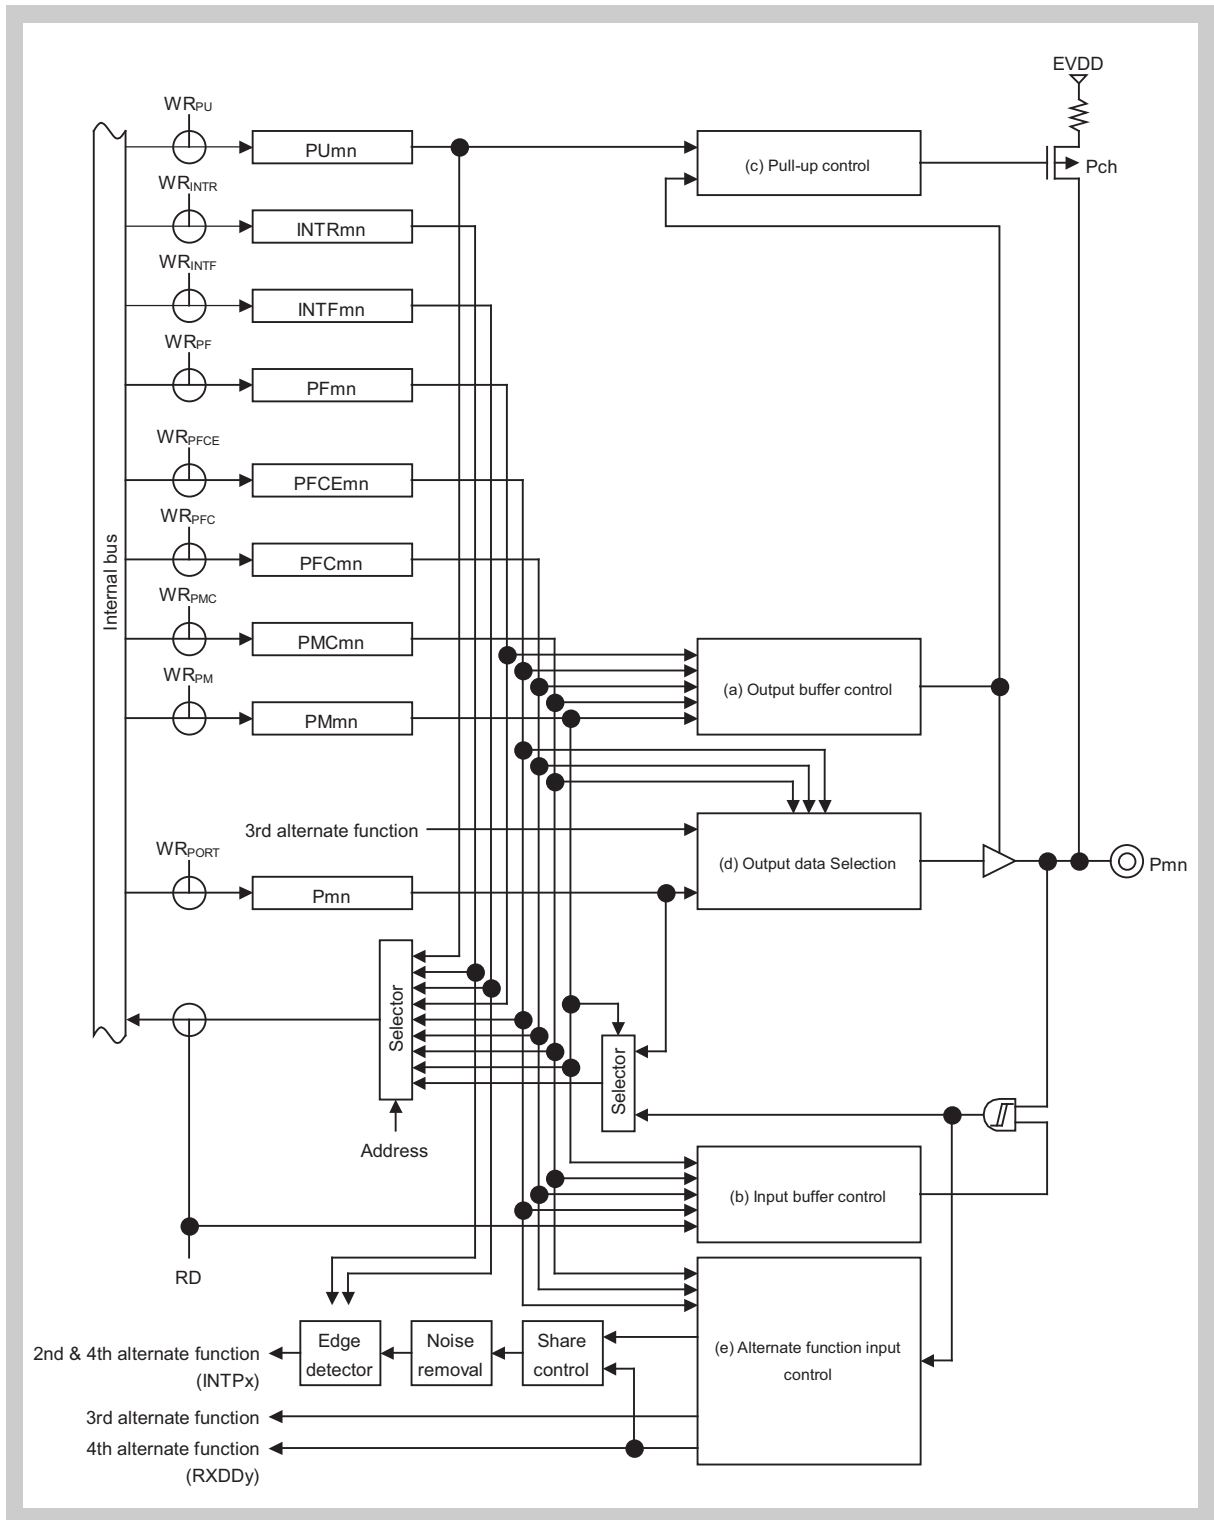 EVDD
WRPU
PUmn
(c) Pull-up control
Pch
WRINTR
INTRmn
WRINTF
INTFmn
WRPF
PFmn
WRPFCE
PFCEmn
WRPFC
PFCmn
Internal bus
WRPMC
PMCmn
WRPM
PMmn
(a) Output buffer control
3rd alternate function
(d) Output data Selection
Pmn
WRPORT
Pmn
Selector
Selector
Address
(b) Input buffer control
RD
Edge
detector
Noise
removal
Share
control
(e) Alternate function input
control
2nd & 4th alternate function
(INTPx)
3rd alternate function
4th alternate function
(RXDDy)